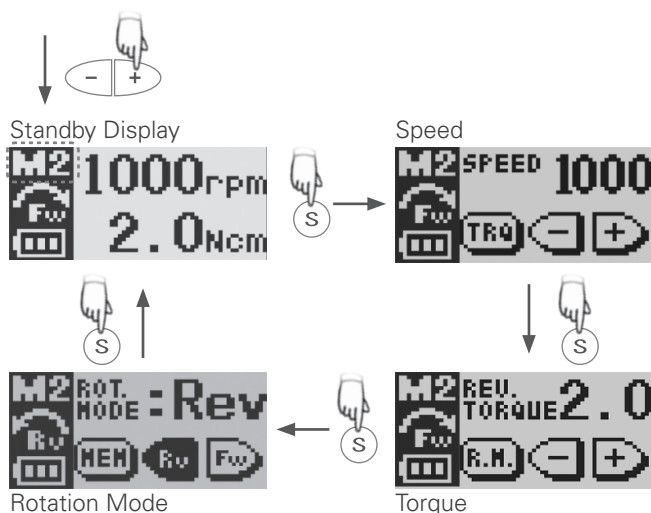 - +
Standby Display
M2 1000rpm
Fw 2.0Ncm
S
Speed
M2 SPEED 1000
Fw TRQ - +
S
M2 ROT. MODE : Rev
Rv MEM Rv Fw
Rotation Mode
S
S
M2 REV. TORQUE 2.0
Fw R.M. - +
Torque